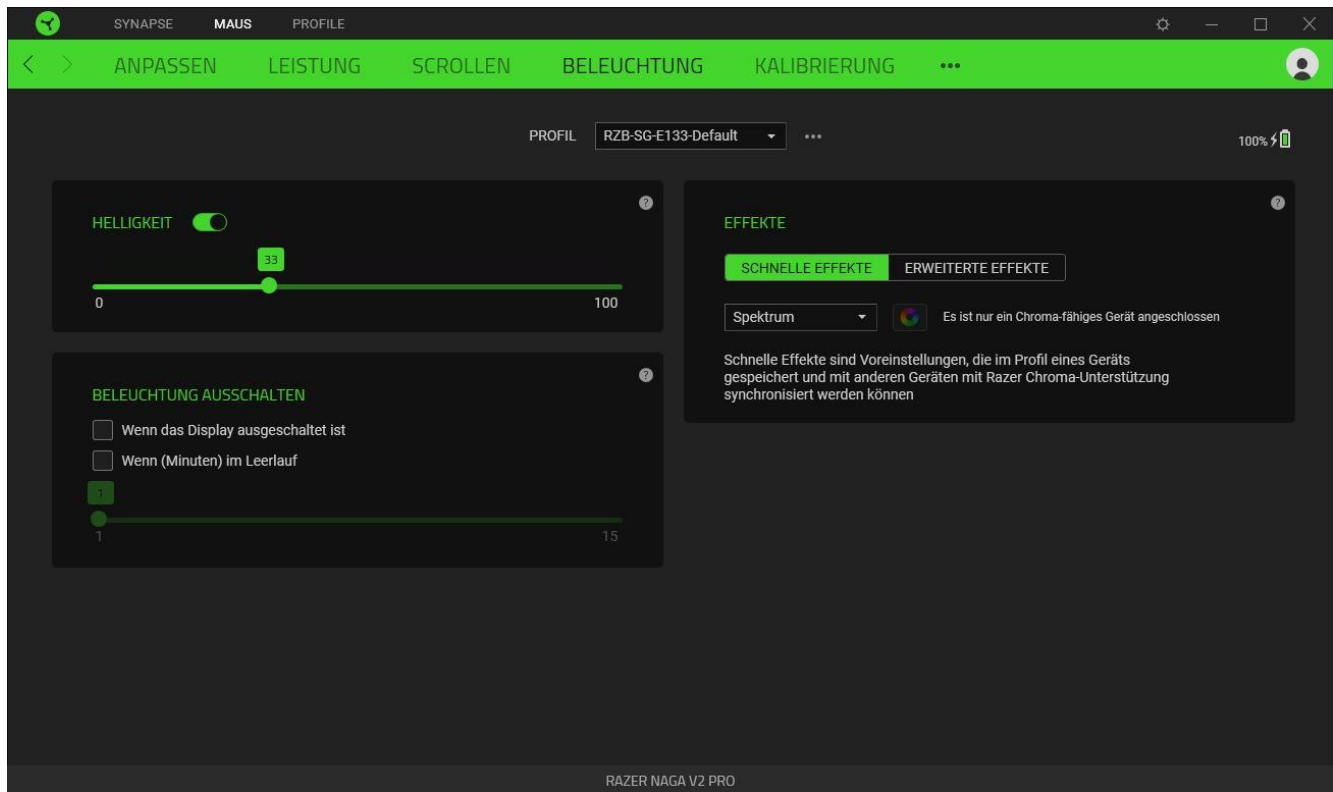 SYNAPSE MAUS PROFILE
ANPASSEN LEISTUNG SCROLLEN BELEUCHTUNG KALIBRIERUNG •••
PROFIL RZB-SG-E133-Default •••
100%
HELLIGKEIT
33
0 100
BELEUCHTUNG AUSSCHALTEN
Wenn das Display ausgeschaltet ist
Wenn (Minuten) im Leerlauf
1
1 15
EFFEKTE
SCHNELLE EFFEKTE ERWEITERTE EFFEKTE
Spektrum Es ist nur ein Chroma-fähiges Gerät angeschlossen
Schnelle Effekte sind Voreinstellungen, die im Profil eines Geräts
gespeichert und mit anderen Geräten mit Razer Chroma-Unterstützung
synchronisiert werden können
RAZER NAGA V2 PRO